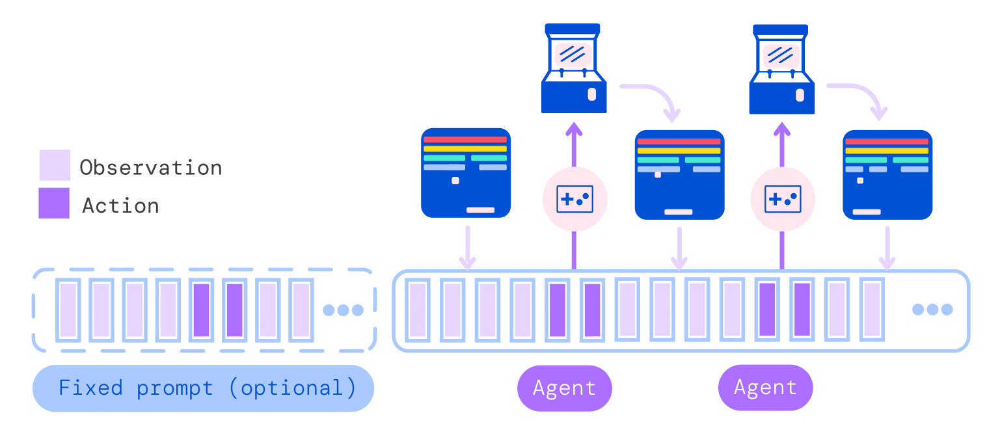 Observation
Action
Fixed prompt (optional)
Agent
Agent